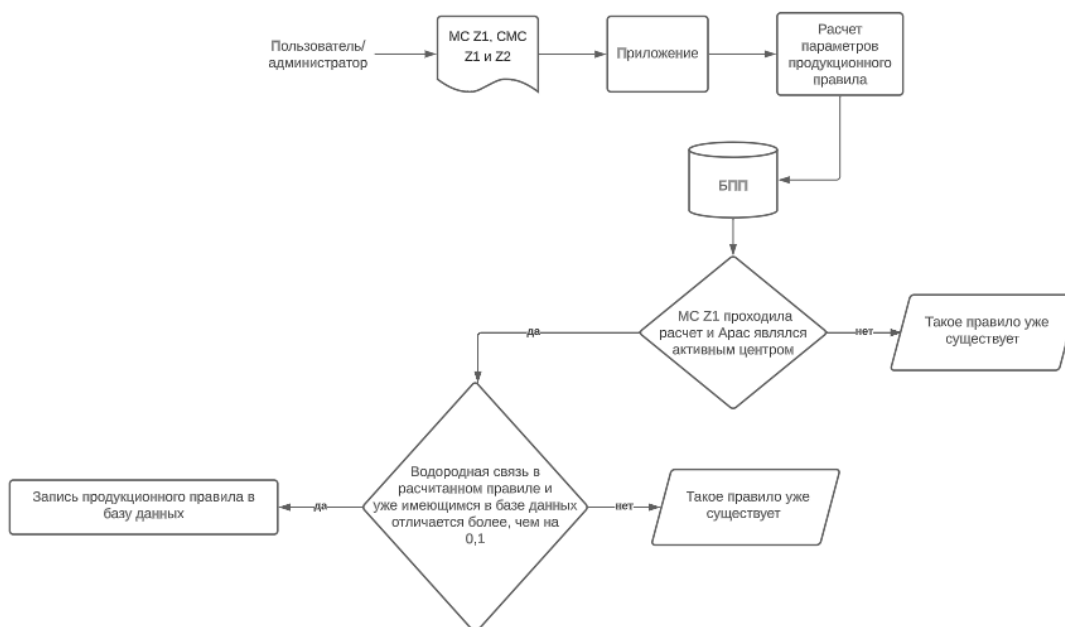 Пользователь/
администратор
МС Z1, СМС
Z1 и Z2
Приложение
Расчет
параметров
продукционного
правила
БПП
МС Z1 проходила
расчет и Арас являлся
активным центром
да
нет
Такое правило уже
существует
Водородная связь в
расчитанном правиле и
уже имеющимся в базе данных
отличается более, чем на
0,1
да
нет
Запись продукционного правила в
базу данных
Такое правило уже
существует